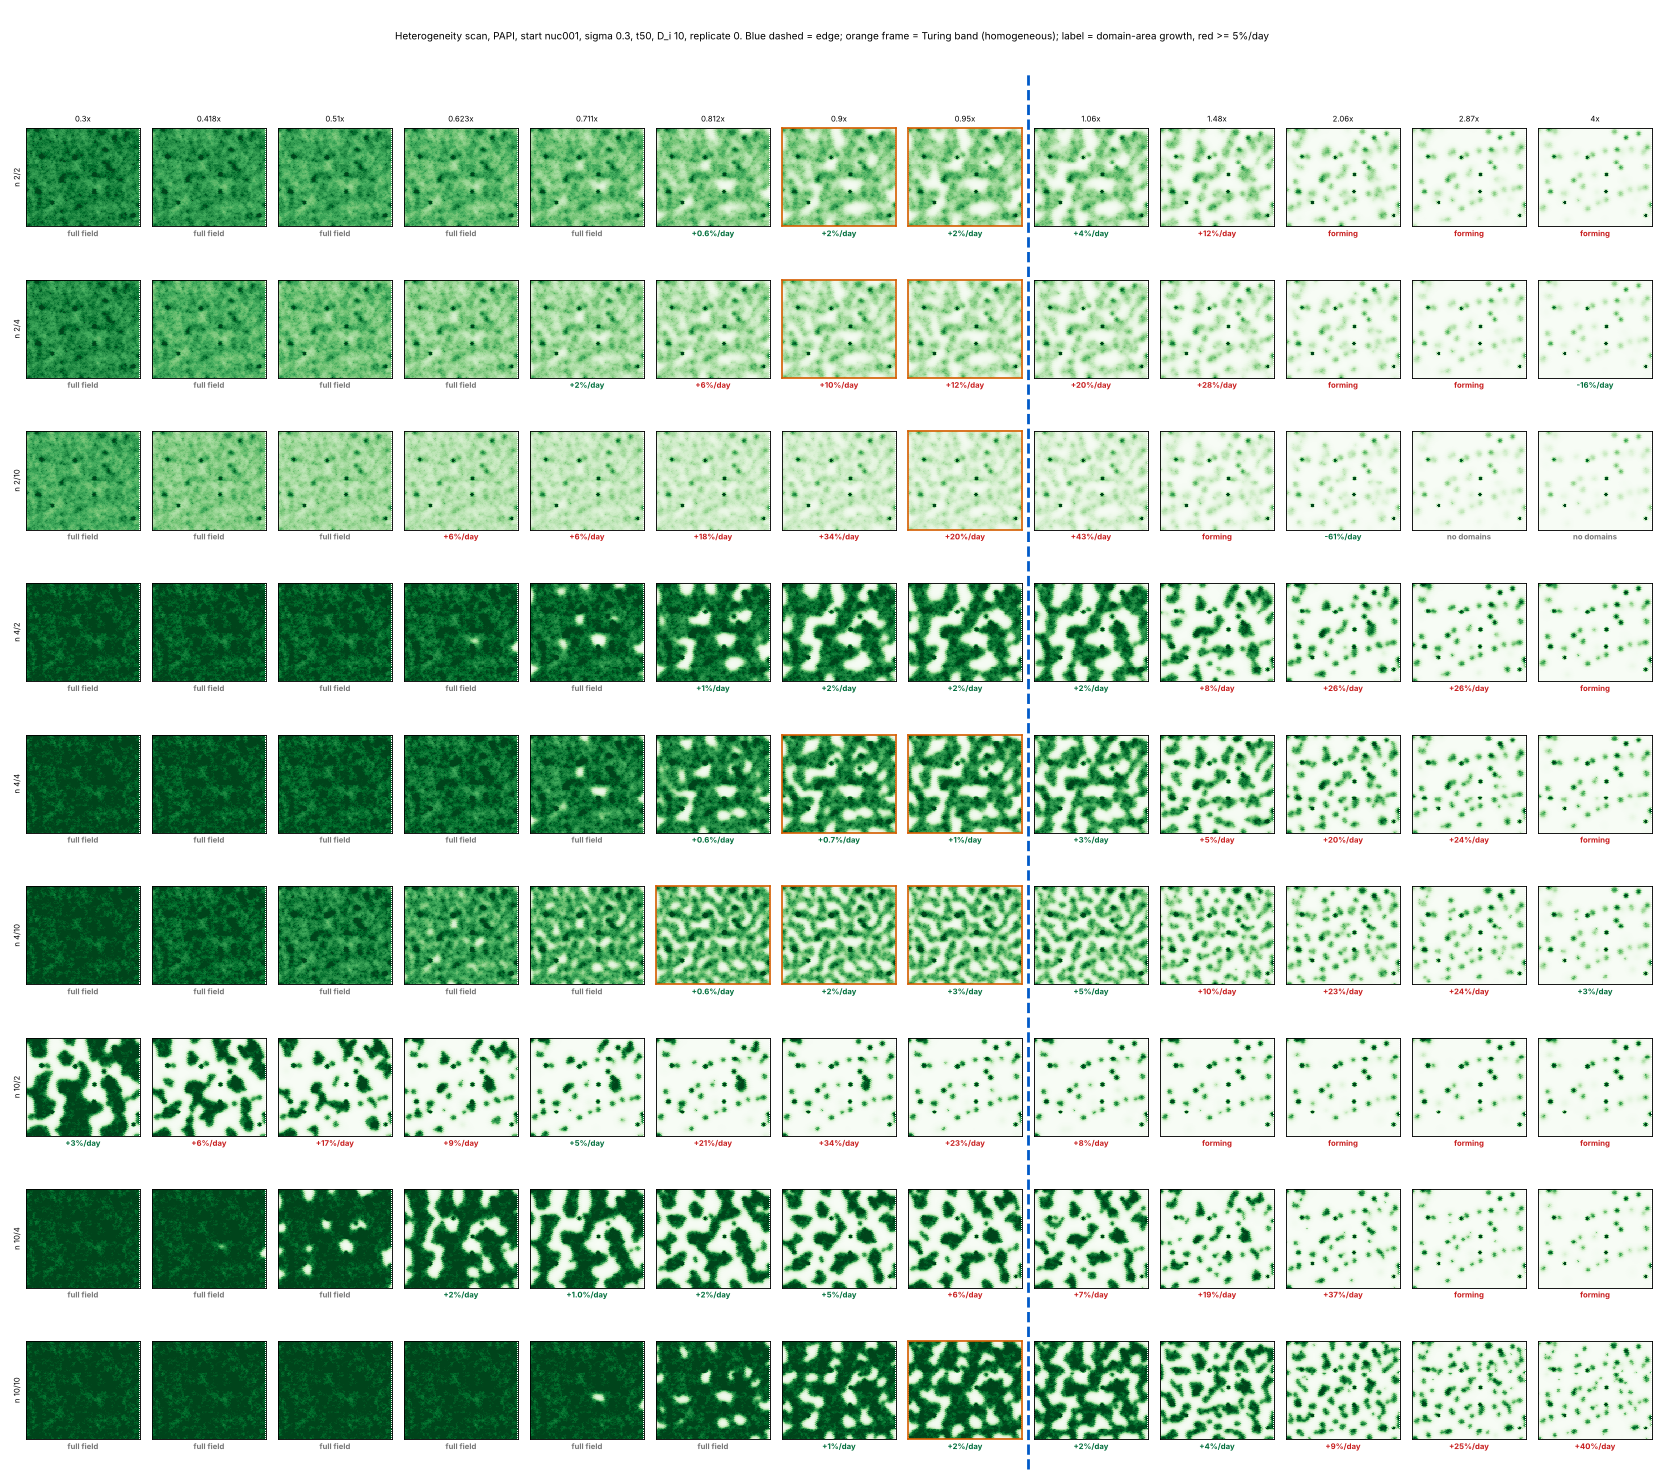 Heterogeneity scan, PAPI, start nuc001, sigma 0.3, t50, D_i 10, replicate 0. Blue dashed = edge; orange frame = Turing band (homogeneous); label = domain-area growth, red >= 5%/day
0.3x 0.418x 0.51x 0.623x 0.711x 0.812x 0.9x 0.95x 1.06x 1.48x 2.06x 2.87x 4x
n 2/2
full field full field full field full field full field +0.6%/day +2%/day +2%/day +4%/day +12%/day forming forming forming
n 2/4
full field full field full field full field +2%/day +6%/day +10%/day +12%/day +20%/day +28%/day forming forming -16%/day
n 2/10
full field full field full field +6%/day +6%/day +18%/day +34%/day +20%/day +43%/day forming -61%/day no domains no domains
n 4/2
full field full field full field full field full field +1%/day +2%/day +2%/day +2%/day +8%/day +26%/day +26%/day forming
n 4/4
full field full field full field full field full field +0.6%/day +0.7%/day +1%/day +3%/day +5%/day +20%/day +24%/day forming
n 4/10
full field full field full field full field full field +0.6%/day +2%/day +3%/day +5%/day +10%/day +23%/day +24%/day +3%/day
n 10/2
+3%/day +6%/day +17%/day +9%/day +5%/day +21%/day +34%/day +23%/day +8%/day forming forming forming forming
n 10/4
full field full field full field +2%/day +1.0%/day +2%/day +5%/day +6%/day +7%/day +19%/day +37%/day forming forming
n 10/10
full field full field full field full field full field full field +1%/day +2%/day +2%/day +4%/day +9%/day +25%/day +40%/day